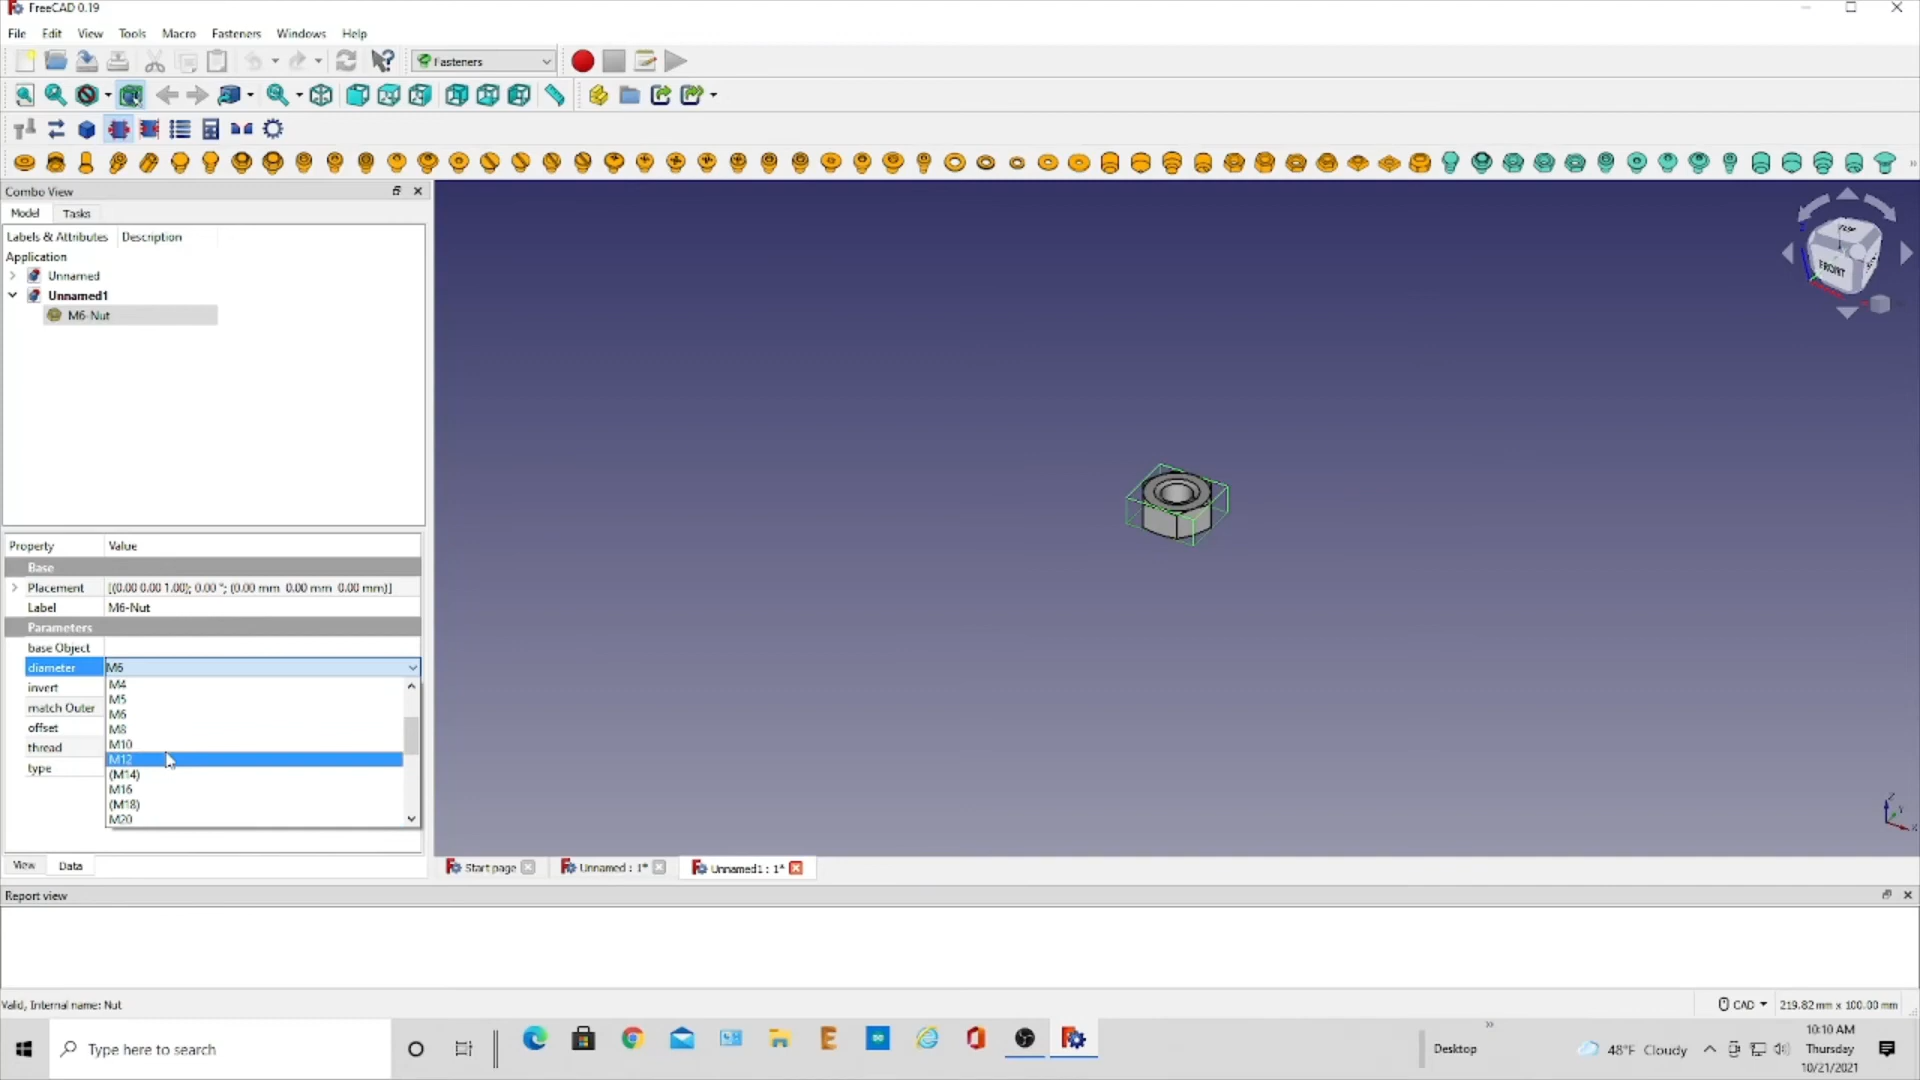 FreeCAD 0.19
File Edit View Tools Macro Fasteners Windows Help
Fasteners
Combo View
Model Tasks
Labels & Attributes Description
Application
Unnamed
Unnamed1
M6-Nut
TOP
FRONT
Property Value
Base
Placement [(0.00 0.00 1.00); 0.00 °; (0.00 mm 0.00 mm 0.00 mm)]
Label M6-Nut
Parameters
base Object
diameter M6
invert
match Outer
offset
thread
type
M4
M5
M6
M8
M10
M12
(M14)
M16
(M18)
M20
Z
Y
X
View Data
Start page Unnamed : 1* Unnamed1 : 1*
Report view
Valid, Internal name: Nut
CAD 219.82 mm x 100.00 mm
Type here to search
Desktop
48°F Cloudy
10:10 AM
Thursday
10/21/2021